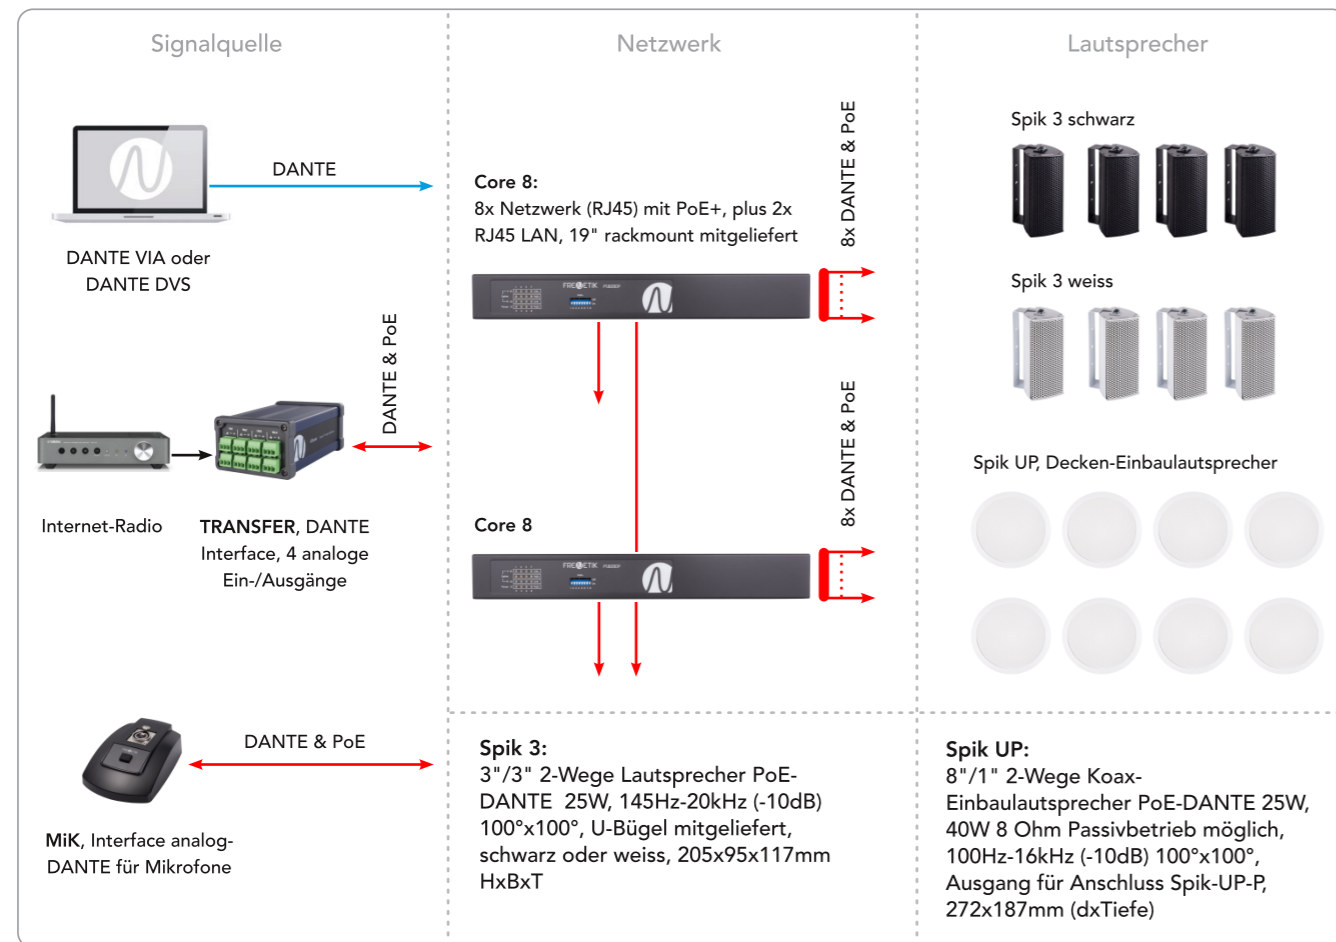 Signalquelle
Netzwerk
Lautsprecher
DANTE
DANTE VIA oder
DANTE DVS
DANTE & PoE
Internet-Radio
TRANSFER, DANTE
Interface, 4 analoge
Ein-/Ausgänge
DANTE & PoE
MiK, Interface analog-
DANTE für Mikrofone
Core 8:
8x Netzwerk (RJ45) mit PoE+, plus 2x
RJ45 LAN, 19" rackmount mitgeliefert
8x DANTE & PoE
FRENETIK
Core 8
8x DANTE & PoE
FRENETIK
Spik 3 schwarz
Spik 3 weiss
Spik UP, Decken-Einbaulautsprecher
Spik 3:
3"/3" 2-Wege Lautsprecher PoE-
DANTE 25W, 145Hz-20kHz (-10dB)
100°x100°, U-Bügel mitgeliefert,
schwarz oder weiss, 205x95x117mm
HxBxT
Spik UP:
8"/1" 2-Wege Koax-
Einbaulautsprecher PoE-DANTE 25W,
40W 8 Ohm Passivbetrieb möglich,
100Hz-16kHz (-10dB) 100°x100°,
Ausgang für Anschluss Spik-UP-P,
272x187mm (dxTiefe)